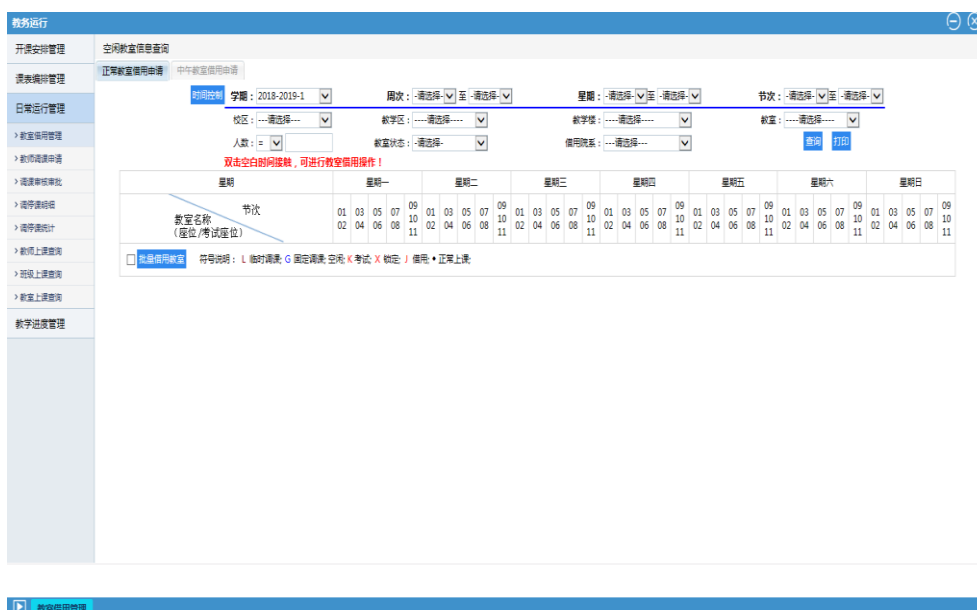 教务运行
开课安排管理
空闲教室信息查询
课表编排管理
正常教室借用申请 中午教室借用申请
日常运行管理
时间控制 学期：2018-2019-1 周次：-请选择- 至 -请选择- 星期：-请选择- 至 -请选择- 节次：-请选择- 至 -请选择-
校区：---请选择--- 教学区：----请选择---- 教学楼：----请选择---- 教室：----请选择----
>教室借用管理
人数：= 教室状态：-请选择- 借用院系：---请选择--- 查询 打印
>教师调课申请
双击空白时间接触，可进行教室借用操作！
>调课审核审批
星期 星期一 星期二 星期三 星期四 星期五 星期六 星期日
>调停课明细
节次
教室名称
(座位/考试座位)
01 03 05 07 09 01 03 05 07 09 01 03 05 07 09 01 03 05 07 09 01 03 05 07 09 01 03 05 07 09 01 03 05 07 09
02 04 06 08 10 02 04 06 08 10 02 04 06 08 10 02 04 06 08 10 02 04 06 08 10 02 04 06 08 10 02 04 06 08 10
11 11 11 11 11 11 11
>调停课统计
>教师上课查询
批量借用教室 符号说明： L 临时调课; G 固定调课; 空闲; K 考试; X 锁定; J 借用; ♦ 正常上课;
>班级上课查询
>教室上课查询
教学进度管理
教室借用管理